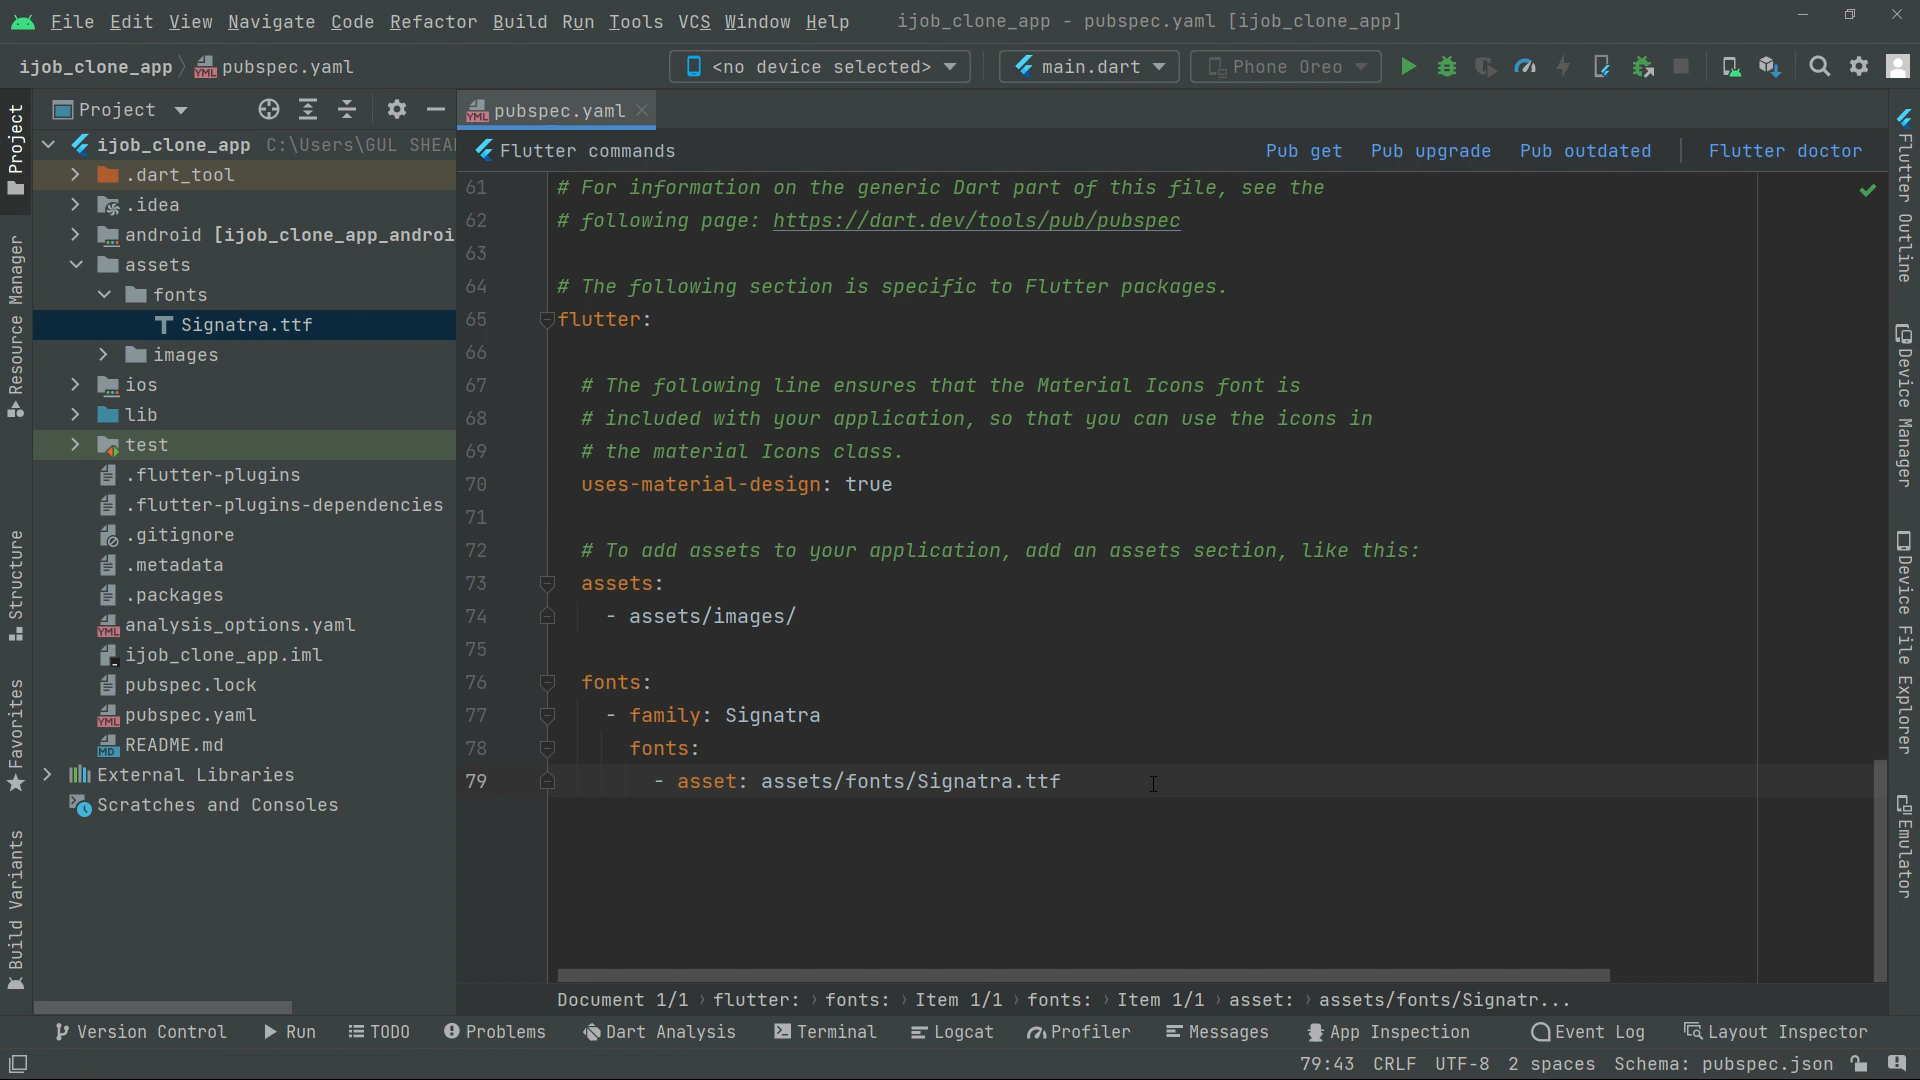 File Edit View Navigate Code Refactor Build Run Tools VCS Window Help ijob_clone_app - pubspec.yaml [ijob_clone_app]
ijob_clone_app pubspec.yaml <no device selected> main.dart Phone Oreo
Project pubspec.yaml
Flutter commands Pub get Pub upgrade Pub outdated Flutter doctor
ijob_clone_app C:\Users\GUL SHEA
.dart_tool
.idea
android [ijob_clone_app_androi
assets
fonts
Signatra.ttf
images
ios
lib
test
.flutter-plugins
.flutter-plugins-dependencies
.gitignore
.metadata
.packages
analysis_options.yaml
ijob_clone_app.iml
pubspec.lock
pubspec.yaml
README.md
External Libraries
Scratches and Consoles
61 # For information on the generic Dart part of this file, see the
62 # following page: https://dart.dev/tools/pub/pubspec
63
64 # The following section is specific to Flutter packages.
65 flutter:
66
67 # The following line ensures that the Material Icons font is
68 # included with your application, so that you can use the icons in
69 # the material Icons class.
70 uses-material-design: true
71
72 # To add assets to your application, add an assets section, like this:
73 assets:
74 - assets/images/
75
76 fonts:
77 - family: Signatra
78 fonts:
79 - asset: assets/fonts/Signatra.ttf
Document 1/1 › flutter: › fonts: › Item 1/1 › fonts: › Item 1/1 › asset: › assets/fonts/Signatr...
Version Control Run TODO Problems Dart Analysis Terminal Logcat Profiler Messages App Inspection Event Log Layout Inspector
79:43 CRLF UTF-8 2 spaces Schema: pubspec.json
Project
Resource Manager
Structure
Favorites
Build Variants
Flutter Outline
Device Manager
Device File Explorer
Emulator